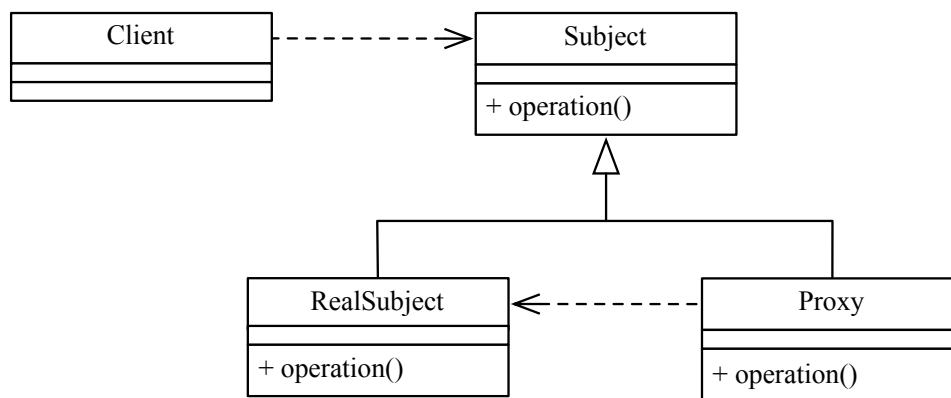 Client
Subject
+ operation()
RealSubject
+ operation()
Proxy
+ operation()